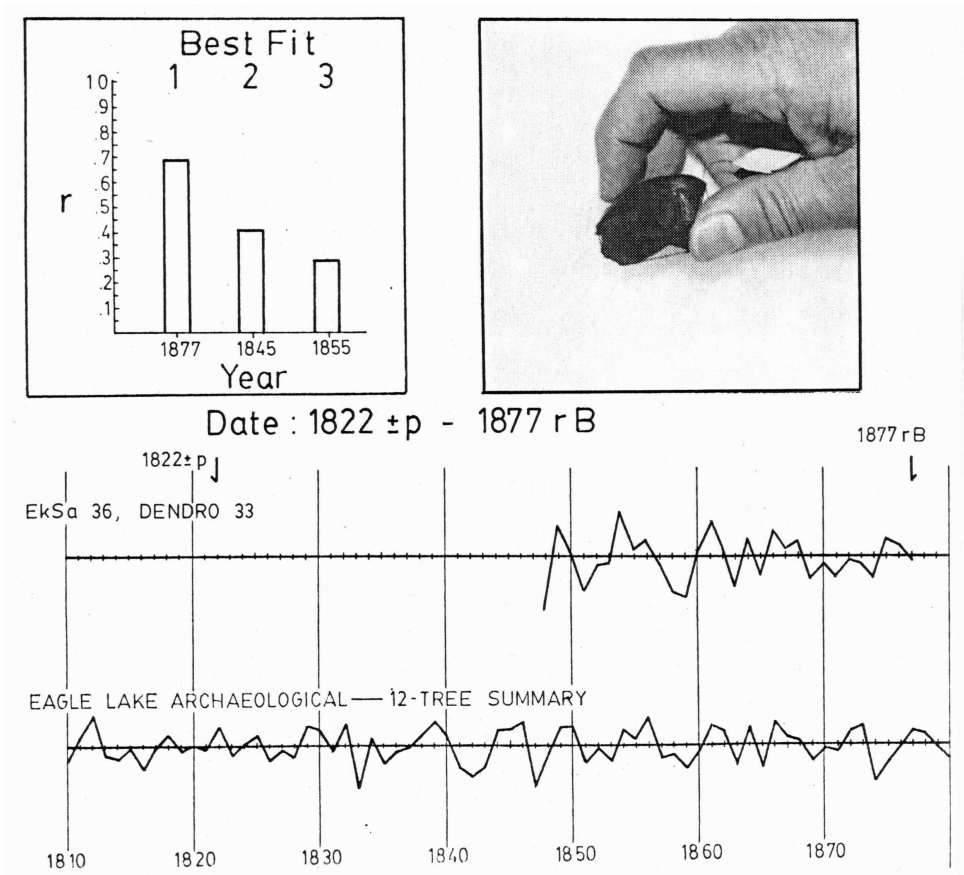 Best Fit
1 2 3
10
.9
.8
.7
.6
.5
.4
.3
.2
.1
r
1877 1845 1855
Year
Date : 1822 ±p - 1877 rB
1822±p
1877 rB
EkSa 36, DENDRO 33
EAGLE LAKE ARCHAEOLOGICAL — 12-TREE SUMMARY
1810 1820 1830 1840 1850 1860 1870